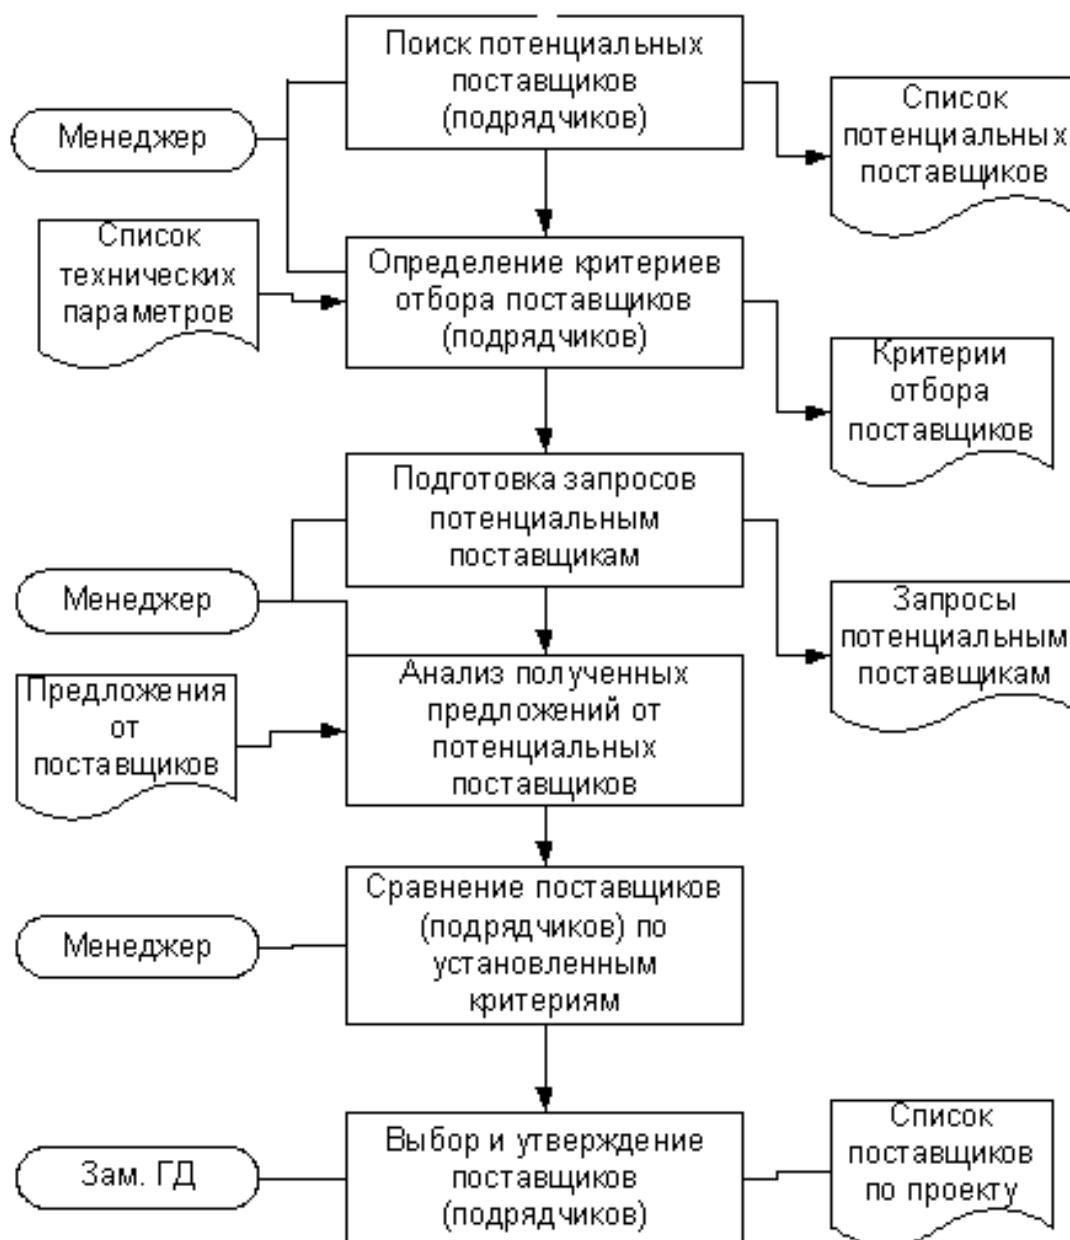 Поиск потенциальных
поставщиков
(подрядчиков)
Менеджер
Список
потенциальных
поставщиков
Список
технических
параметров
Определение критериев
отбора поставщиков
(подрядчиков)
Критерии
отбора
поставщиков
Подготовка запросов
потенциальным
поставщикам
Менеджер
Запросы
потенциальным
поставщикам
Предложения
от
поставщиков
Анализ полученных
предложений от
потенциальных
поставщиков
Сравнение поставщиков
(подрядчиков) по
установленным
критериям
Менеджер
Зам. ГД
Выбор и утверждение
поставщиков
(подрядчиков)
Список
поставщиков
по проекту